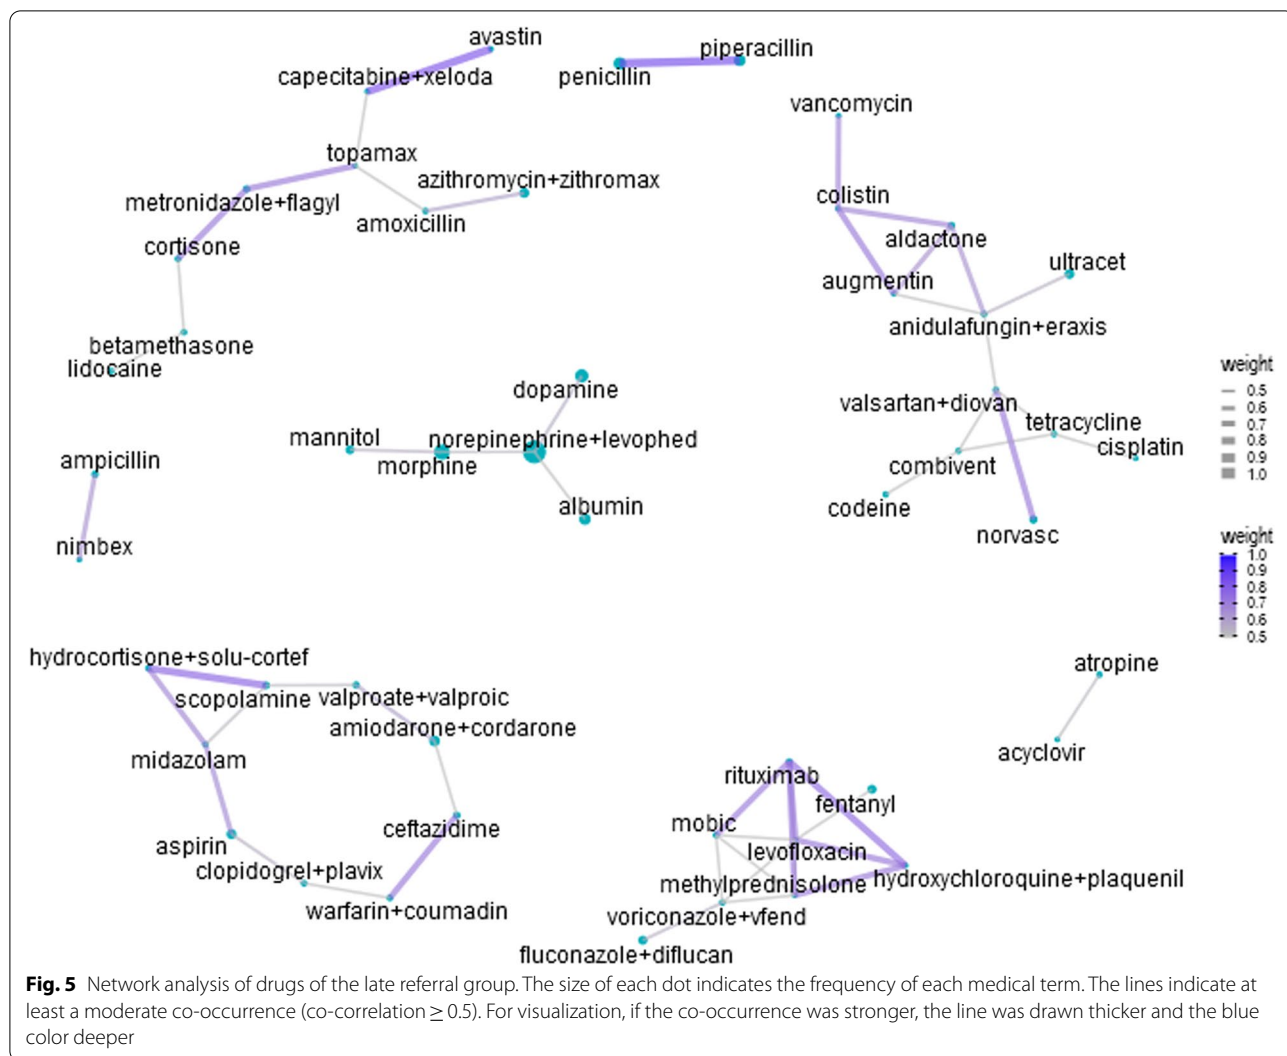 avastin
piperacillin
capecitabine+xeloda
penicillin
vancomycin
topamax
azithromycin+zithromax
metronidazole+flagyl
amoxicillin
colistin
cortisone
aldactone
ultracet
augmentin
anidulafungin+eraxis
betamethasone
lidocaine
dopamine
valsartan+diovan
tetracycline
cisplatin
mannitol
norepinephrine+levophed
morphine
combivent
ampicillin
albumin
codeine
norvasc
nimbex
weight
0.5
0.6
0.7
0.8
0.9
1.0
weight
1.0
0.9
0.8
0.7
0.6
0.5
hydrocortisone+solu-cortef
scopolamine
valproate+valproic
amiodarone+cordarone
midazolam
ceftazidime
aspirin
clopidogrel+plavix
warfarin+coumadin
atropine
acyclovir
rituximab
fentanyl
mobic
levofloxacin
methylprednisolone
hydroxychloroquine+plaquenil
voriconazole+vfend
fluconazole+diflucan
Fig. 5 Network analysis of drugs of the late referral group. The size of each dot indicates the frequency of each medical term. The lines indicate at
least a moderate co-occurrence (co-correlation ≥ 0.5). For visualization, if the co-occurrence was stronger, the line was drawn thicker and the blue
color deeper